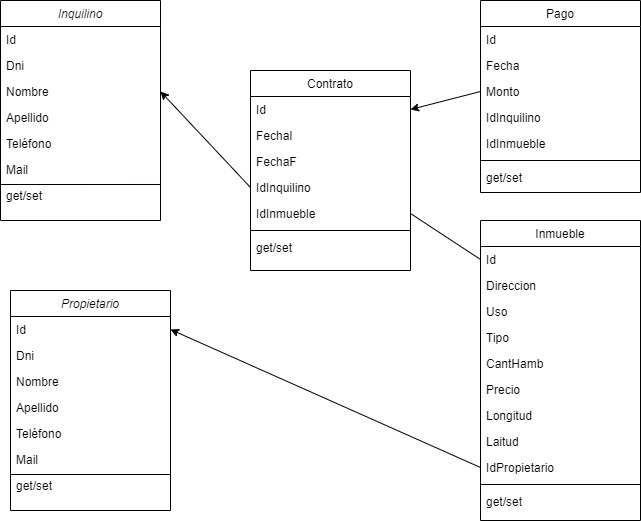 Inquilino
Id
Dni
Nombre
Apellido
Teléfono
Mail
get/set
Contrato
Id
FechaI
FechaF
IdInquilino
IdInmueble
get/set
Pago
Id
Fecha
Monto
IdInquilino
IdInmueble
get/set
Propietario
Id
Dni
Nombre
Apellido
Teléfono
Mail
get/set
Inmueble
Id
Direccion
Uso
Tipo
CantHamb
Precio
Longitud
Laitud
IdPropietario
get/set